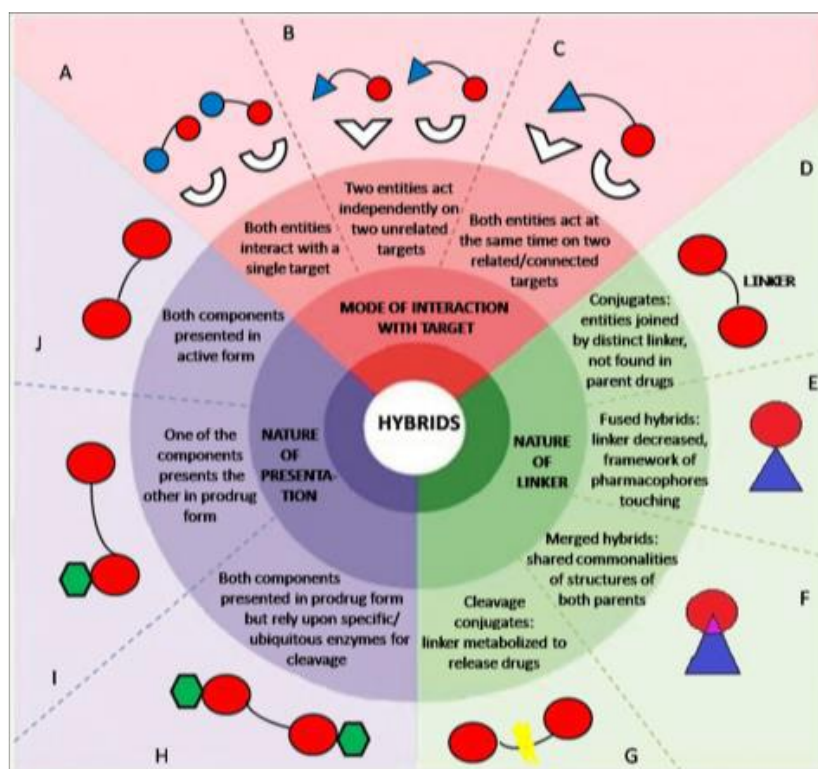 A
B
C
D
E
F
G
H
I
J
Both entities
interact with a
single target
Two entities act
independently on
two unrelated
targets
Both entities act at
the same time on two
related/connected
targets
MODE OF INTERACTION
WITH TARGET
HYBRIDS
LINKER
Conjugates:
entities joined
by distinct linker,
not found in
parent drugs
Fused hybrids:
linker decreased,
framework of
pharmacophores
touching
NATURE
OF
LINKER
Merged hybrids:
shared commonalities
of structures of
both parents
Cleavage
conjugates:
linker metabolized to
release drugs
Both components
presented in prodrug form
but rely upon specific/
ubiquitous enzymes for
cleavage
One of the
components
presents the
other in prodrug
form
NATURE
OF
PRESENTA-
TION
Both components
presented in
active form